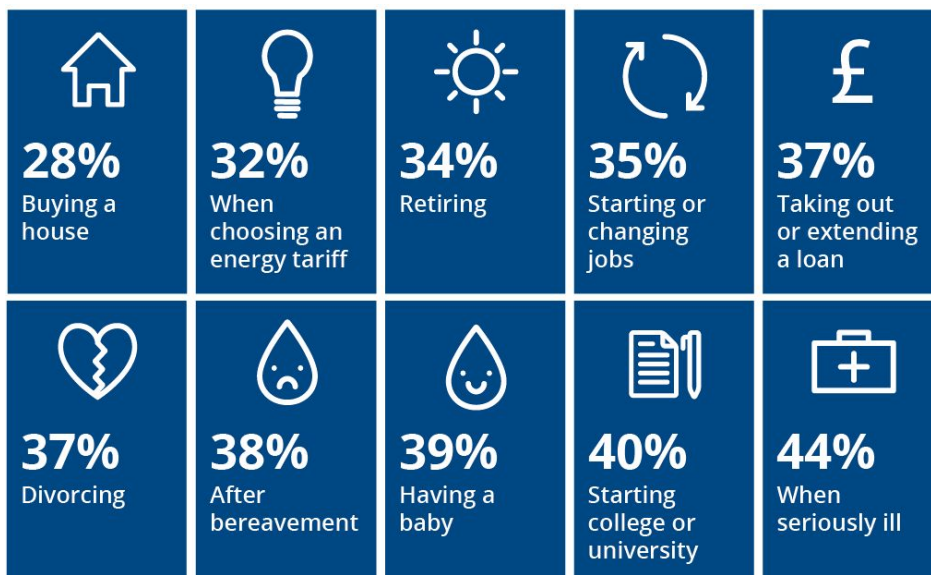 28%
Buying a
house
32%
When
choosing an
energy tariff
34%
Retiring
35%
Starting or
changing
jobs
£
37%
Taking out
or extending
a loan
37%
Divorcing
38%
After
bereavement
39%
Having a
baby
40%
Starting
college or
university
44%
When
seriously ill